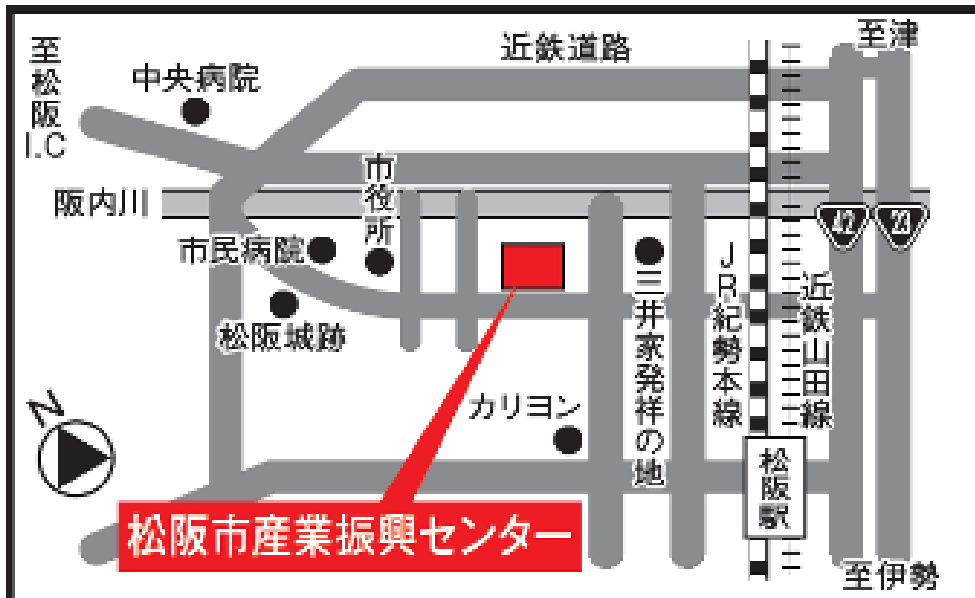 至津
近鉄道路
至松阪I.C
中央病院
市役所
阪内川
市民病院
松阪城跡
三井家発祥の地
JR紀勢本線
近鉄山田線
42
23
N
カリヨン
松阪駅
松阪市産業振興センター
至伊勢